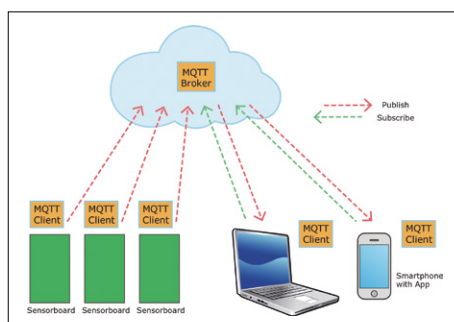 MQTT
Broker
Publish
Subscribe
MQTT
Client
MQTT
Client
MQTT
Client
MQTT
Client
MQTT
Client
Smartphone
with App
Sensorboard
Sensorboard
Sensorboard